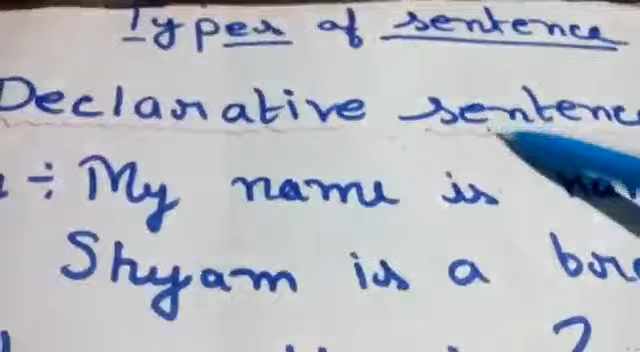 Types of sentence
Declarative sentence
÷ My name is
Shyam is a
?